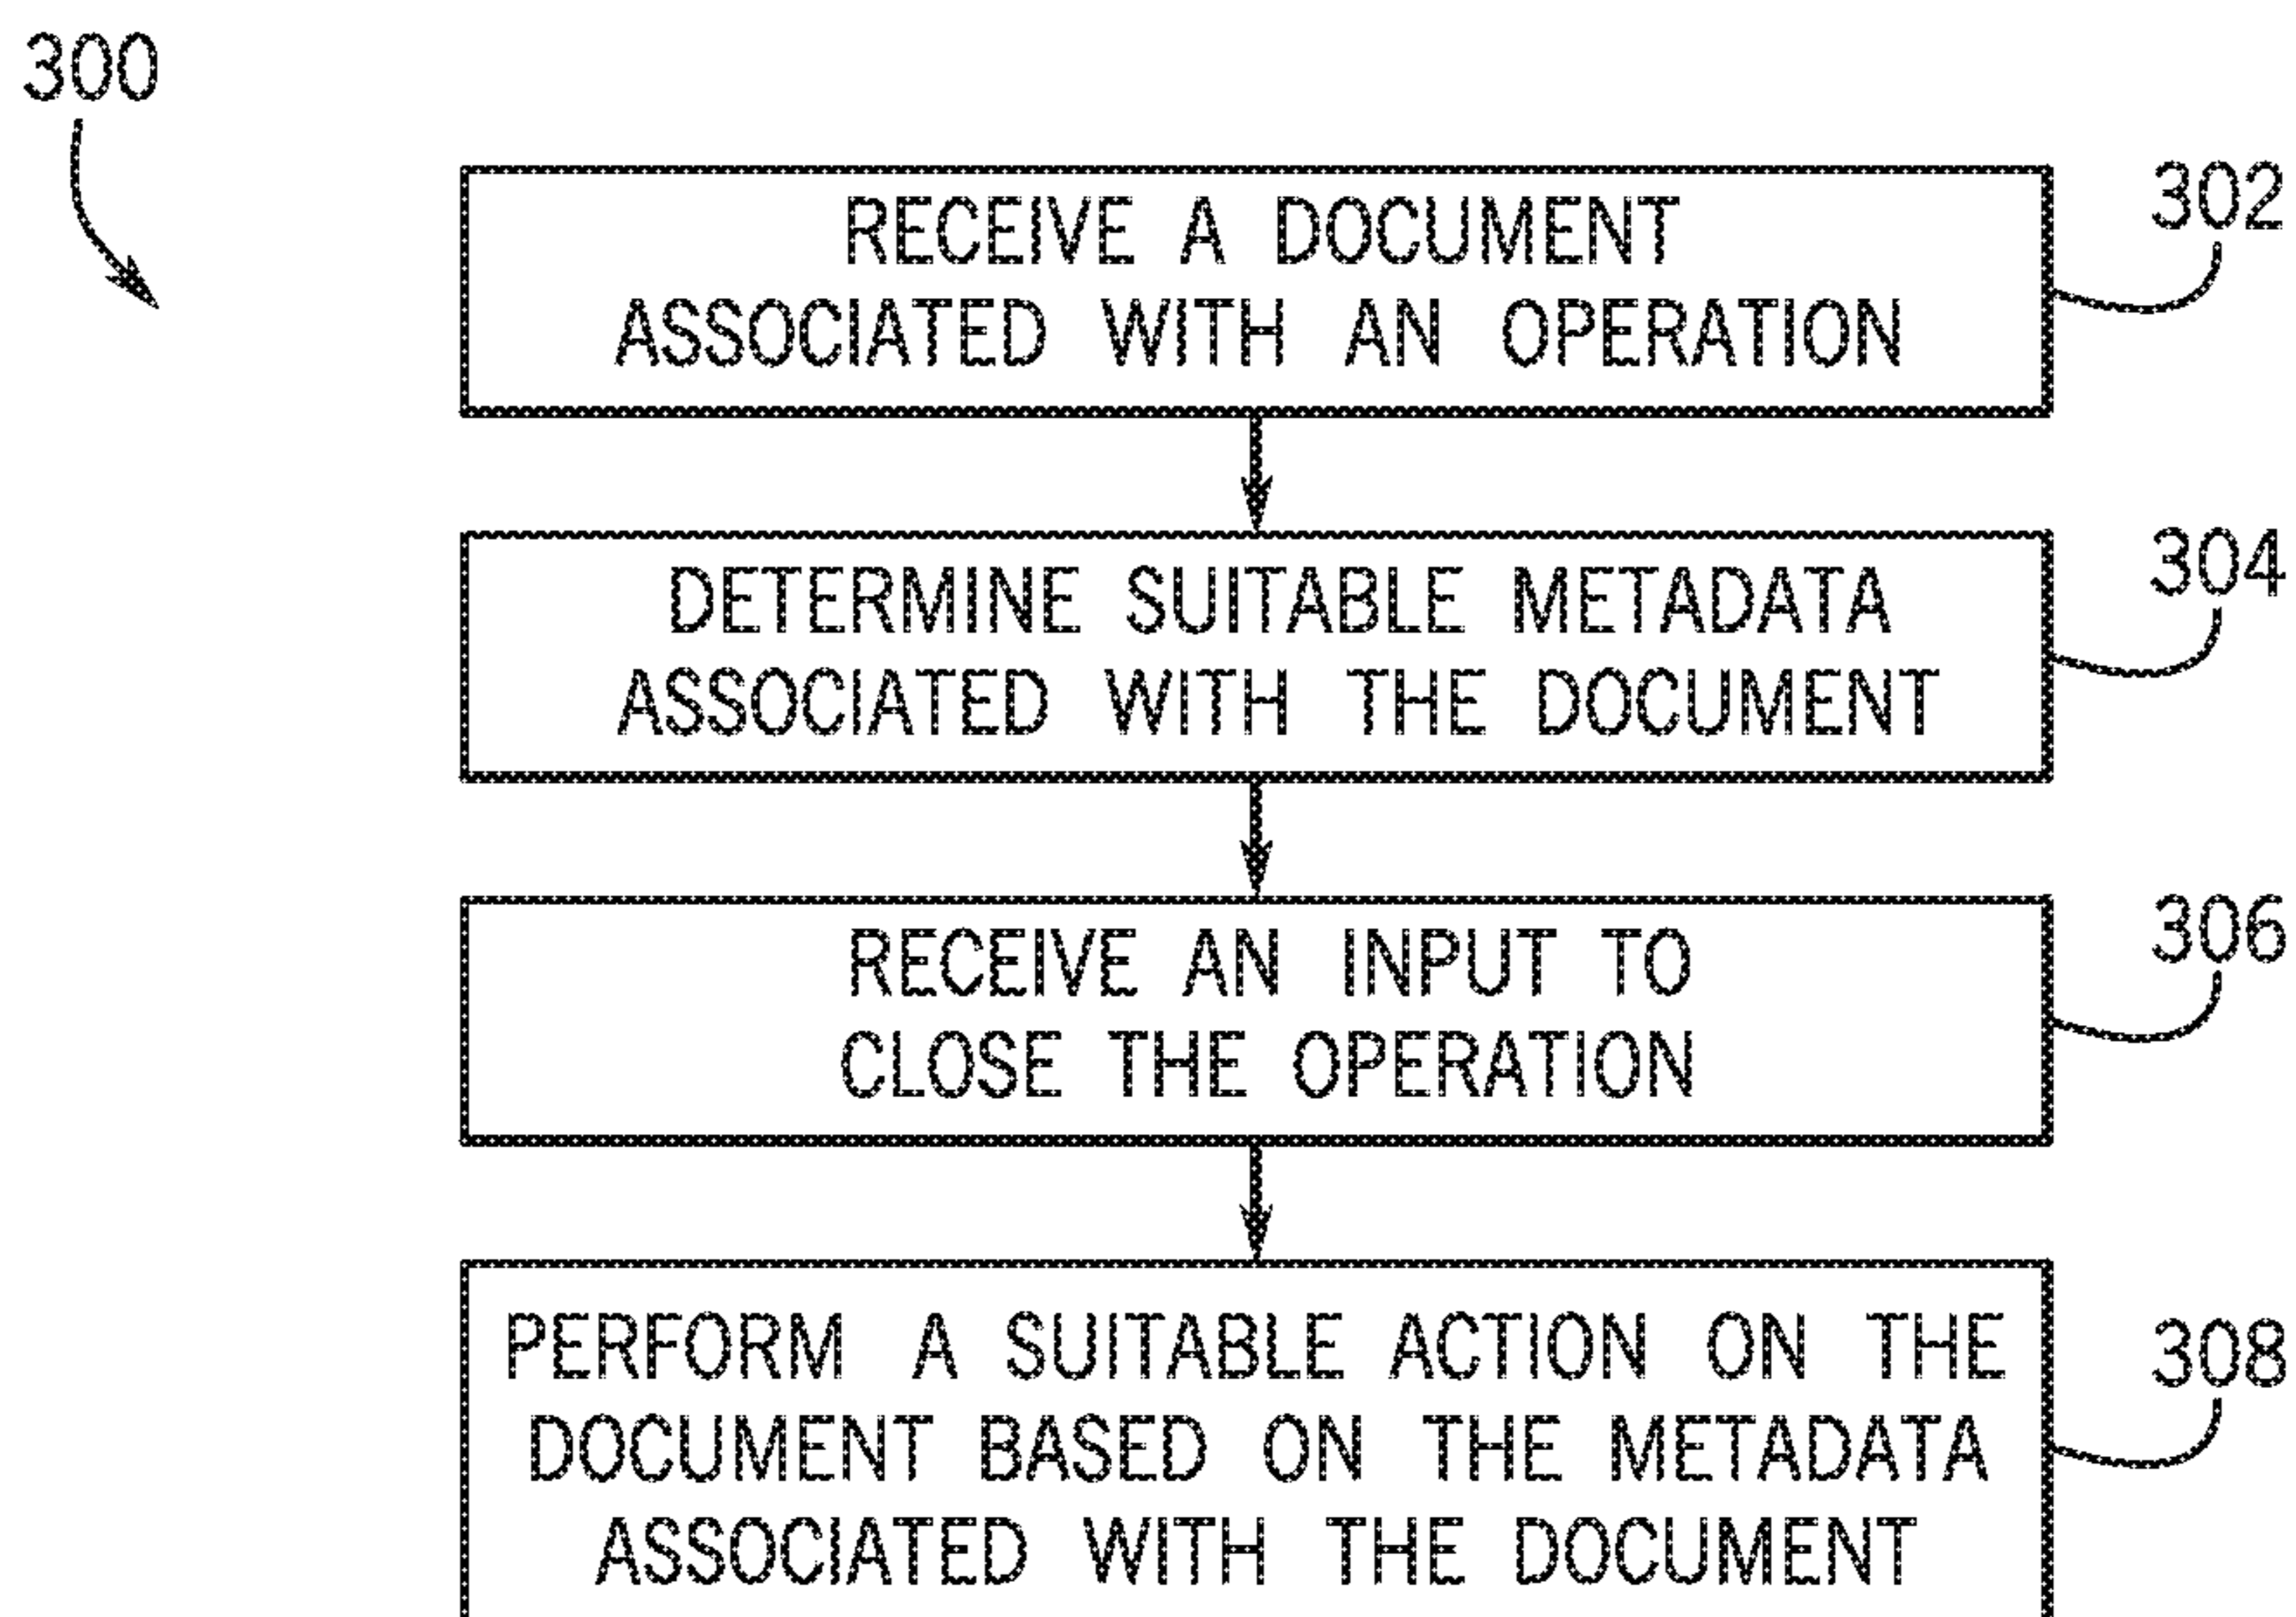 300
RECEIVE A DOCUMENT
ASSOCIATED WITH AN OPERATION
302
DETERMINE SUITABLE METADATA
ASSOCIATED WITH THE DOCUMENT
304
RECEIVE AN INPUT TO
CLOSE THE OPERATION
306
PERFORM A SUITABLE ACTION ON THE
DOCUMENT BASED ON THE METADATA
ASSOCIATED WITH THE DOCUMENT
308